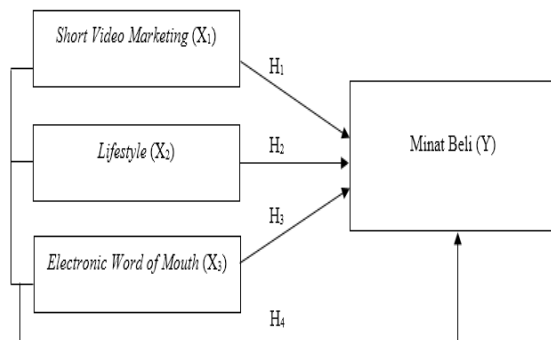 Short Video Marketing (X₁)
H₁
Lifestyle (X₂)
H₂
Minat Beli (Y)
H₃
Electronic Word of Mouth (X₃)
H₄